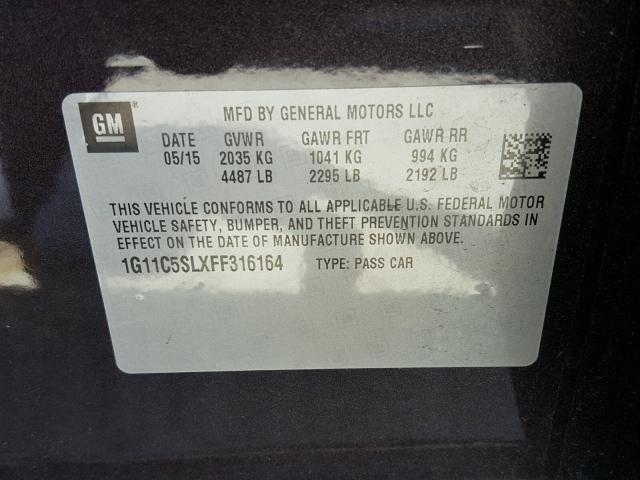 GM
MFD BY GENERAL MOTORS LLC
DATE GVWR GAWR FRT GAWR RR
05/15 2035 KG 1041 KG 994 KG
4487 LB 2295 LB 2192 LB
THIS VEHICLE CONFORMS TO ALL APPLICABLE U.S. FEDERAL MOTOR
VEHICLE SAFETY, BUMPER, AND THEFT PREVENTION STANDARDS IN
EFFECT ON THE DATE OF MANUFACTURE SHOWN ABOVE.
1G11C5SLXFF316164 TYPE: PASS CAR